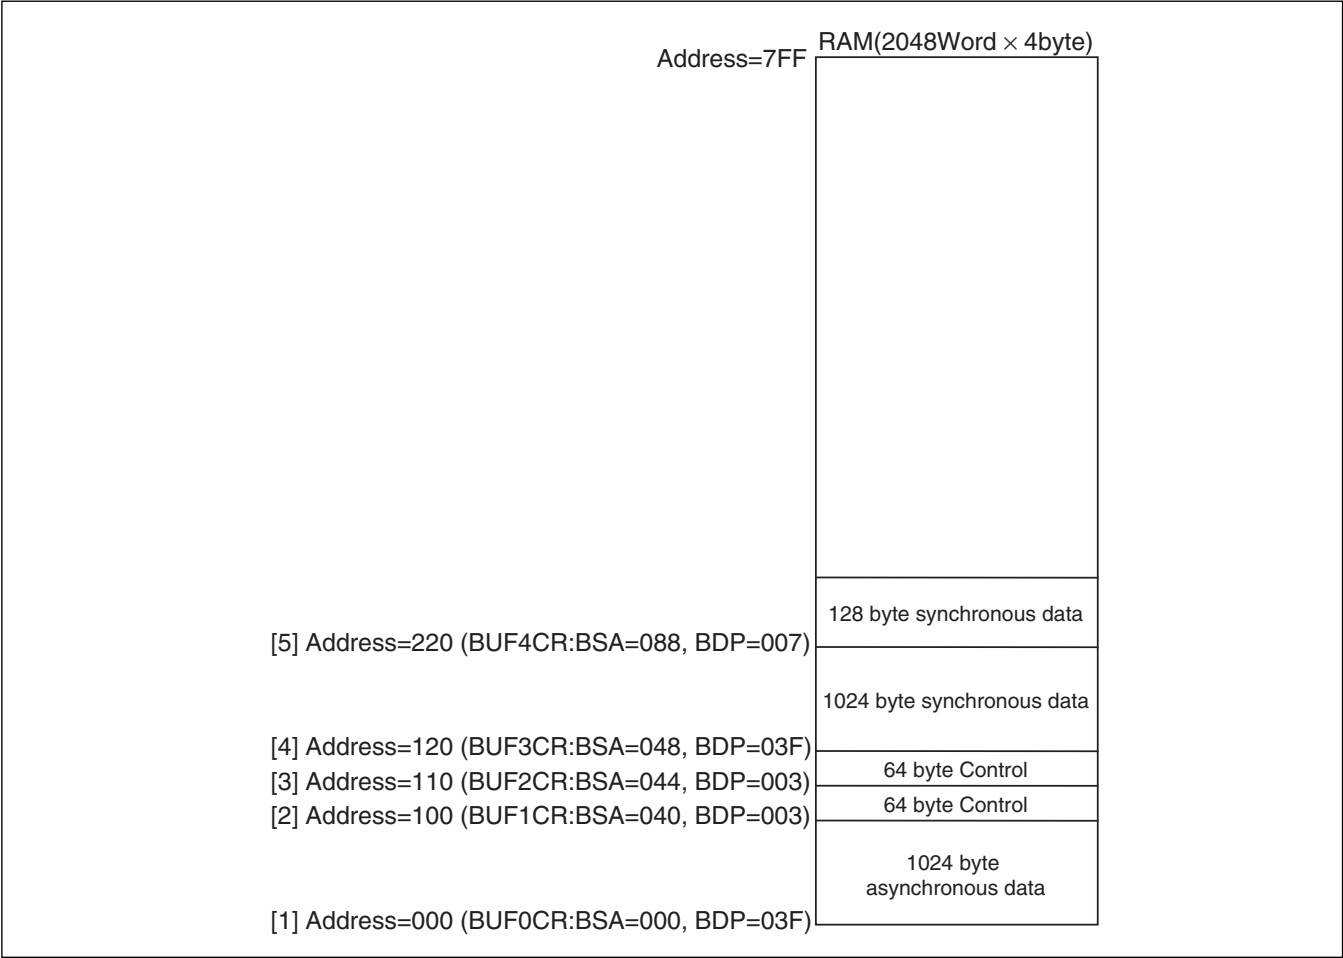 RAM(2048Word × 4byte)
Address=7FF
128 byte synchronous data
[5] Address=220 (BUF4CR:BSA=088, BDP=007)
1024 byte synchronous data
[4] Address=120 (BUF3CR:BSA=048, BDP=03F)
64 byte Control
[3] Address=110 (BUF2CR:BSA=044, BDP=003)
64 byte Control
[2] Address=100 (BUF1CR:BSA=040, BDP=003)
1024 byte
asynchronous data
[1] Address=000 (BUF0CR:BSA=000, BDP=03F)